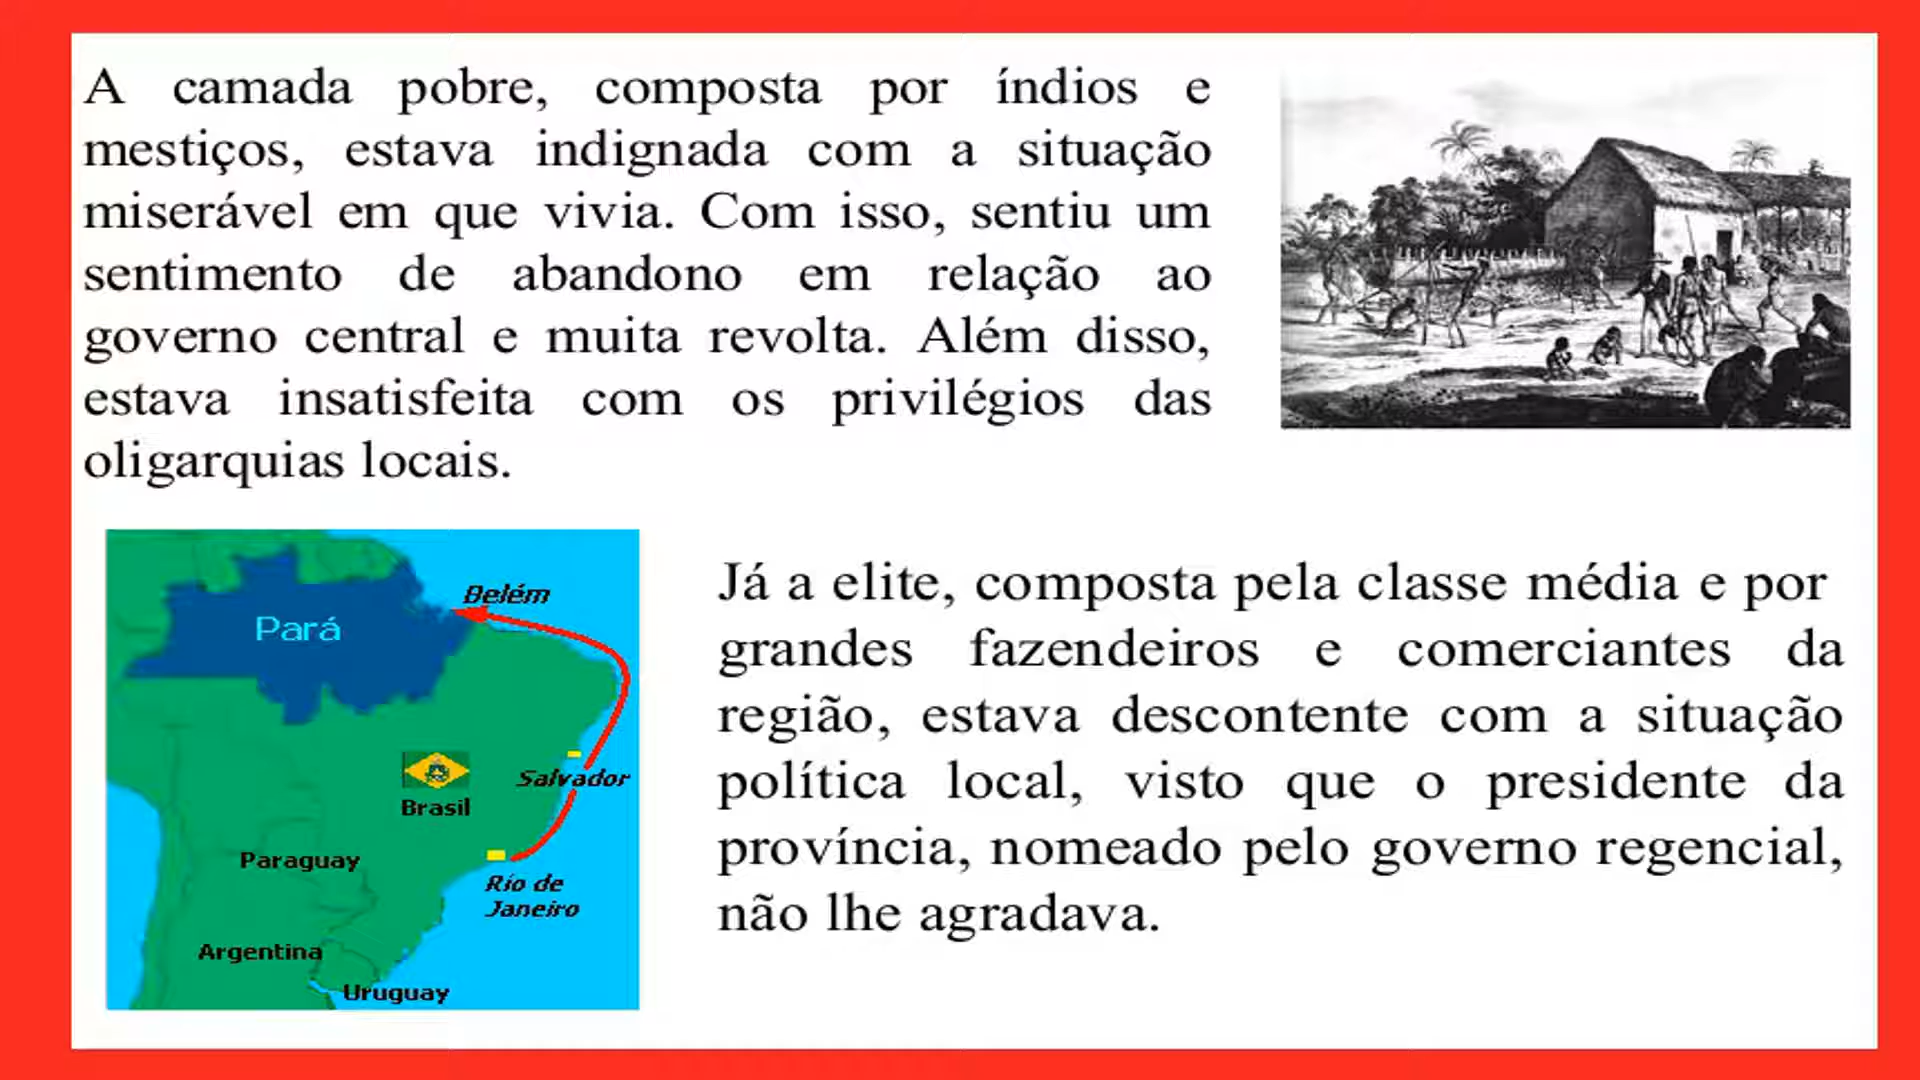 A camada pobre, composta por índios e
mestiços, estava indignada com a situação
miserável em que vivia. Com isso, sentiu um
sentimento de abandono em relação ao
governo central e muita revolta. Além disso,
estava insatisfeita com os privilégios das
oligarquias locais.
Belém
Pará
Salvador
Brasil
Paraguay
Rio de
Janeiro
Argentina
Uruguay
Já a elite, composta pela classe média e por
grandes fazendeiros e comerciantes da
região, estava descontente com a situação
política local, visto que o presidente da
província, nomeado pelo governo regencial,
não lhe agradava.